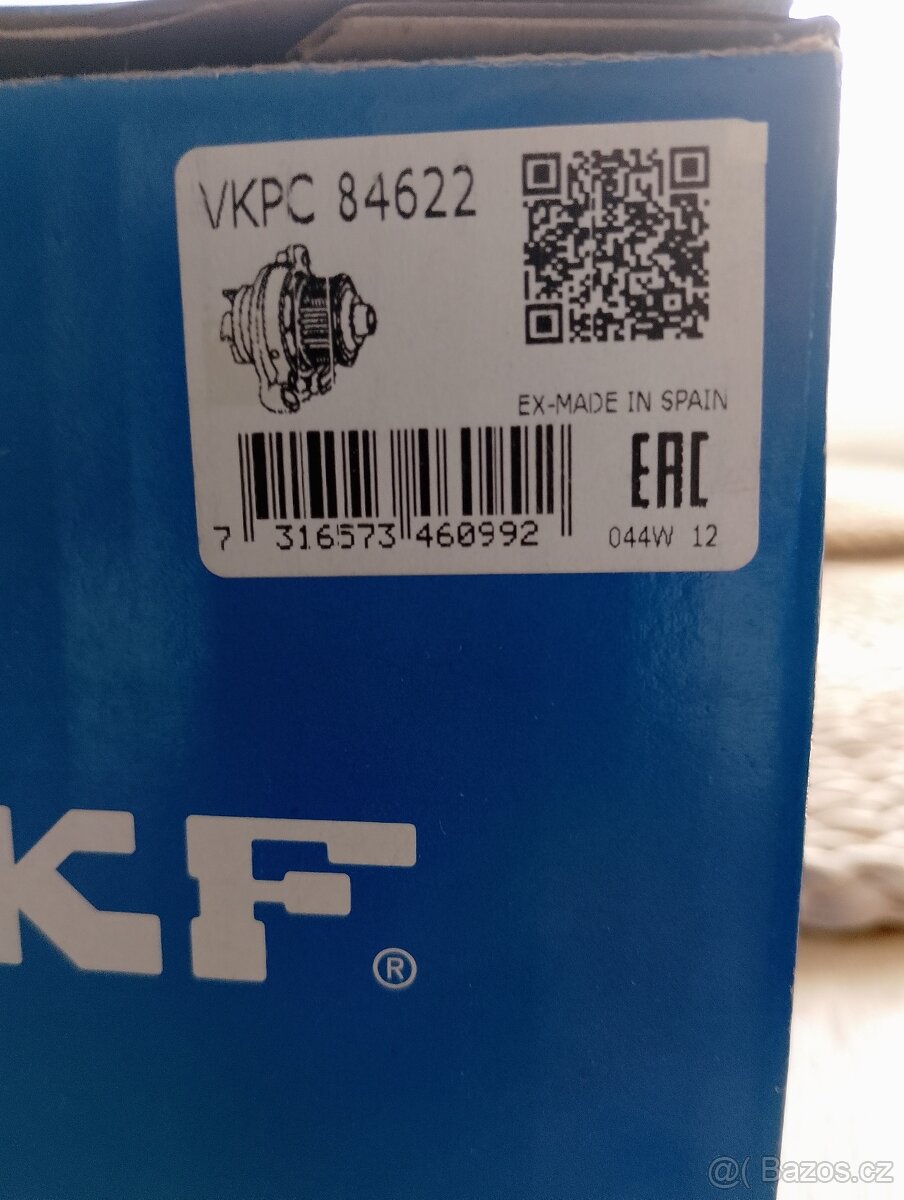 VKPC 84622
EX-MADE IN SPAIN
EAC
7 316573 460992
044W 12
KF ®
@( Bazos.cz